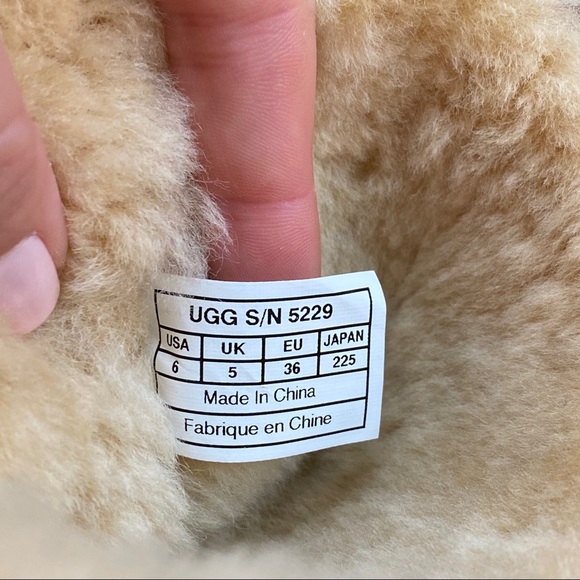 UGG S/N 5229
USA UK EU JAPAN
6 5 36 225
Made In China
Fabrique en Chine